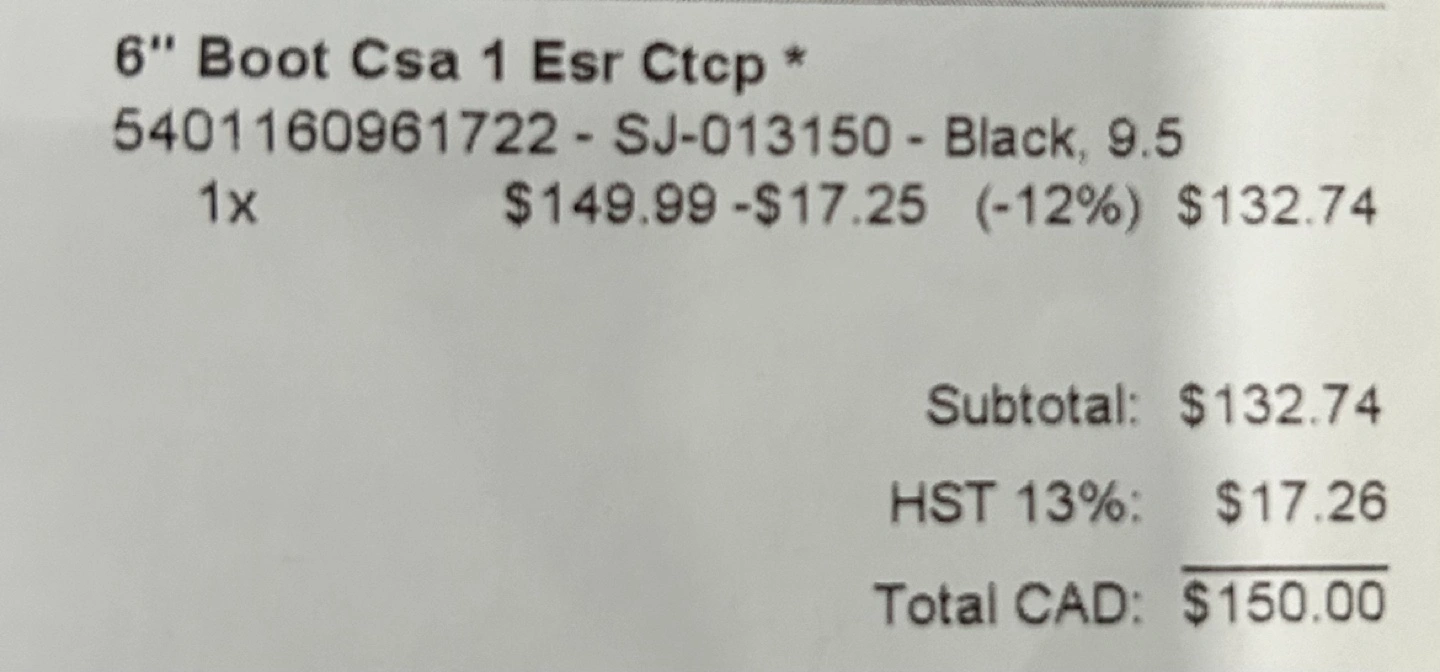 6" Boot Csa 1 Esr Ctcp *
5401160961722 - SJ-013150 - Black, 9.5
1x $149.99 -$17.25 (-12%) $132.74
Subtotal: $132.74
HST 13%: $17.26
Total CAD: $150.00